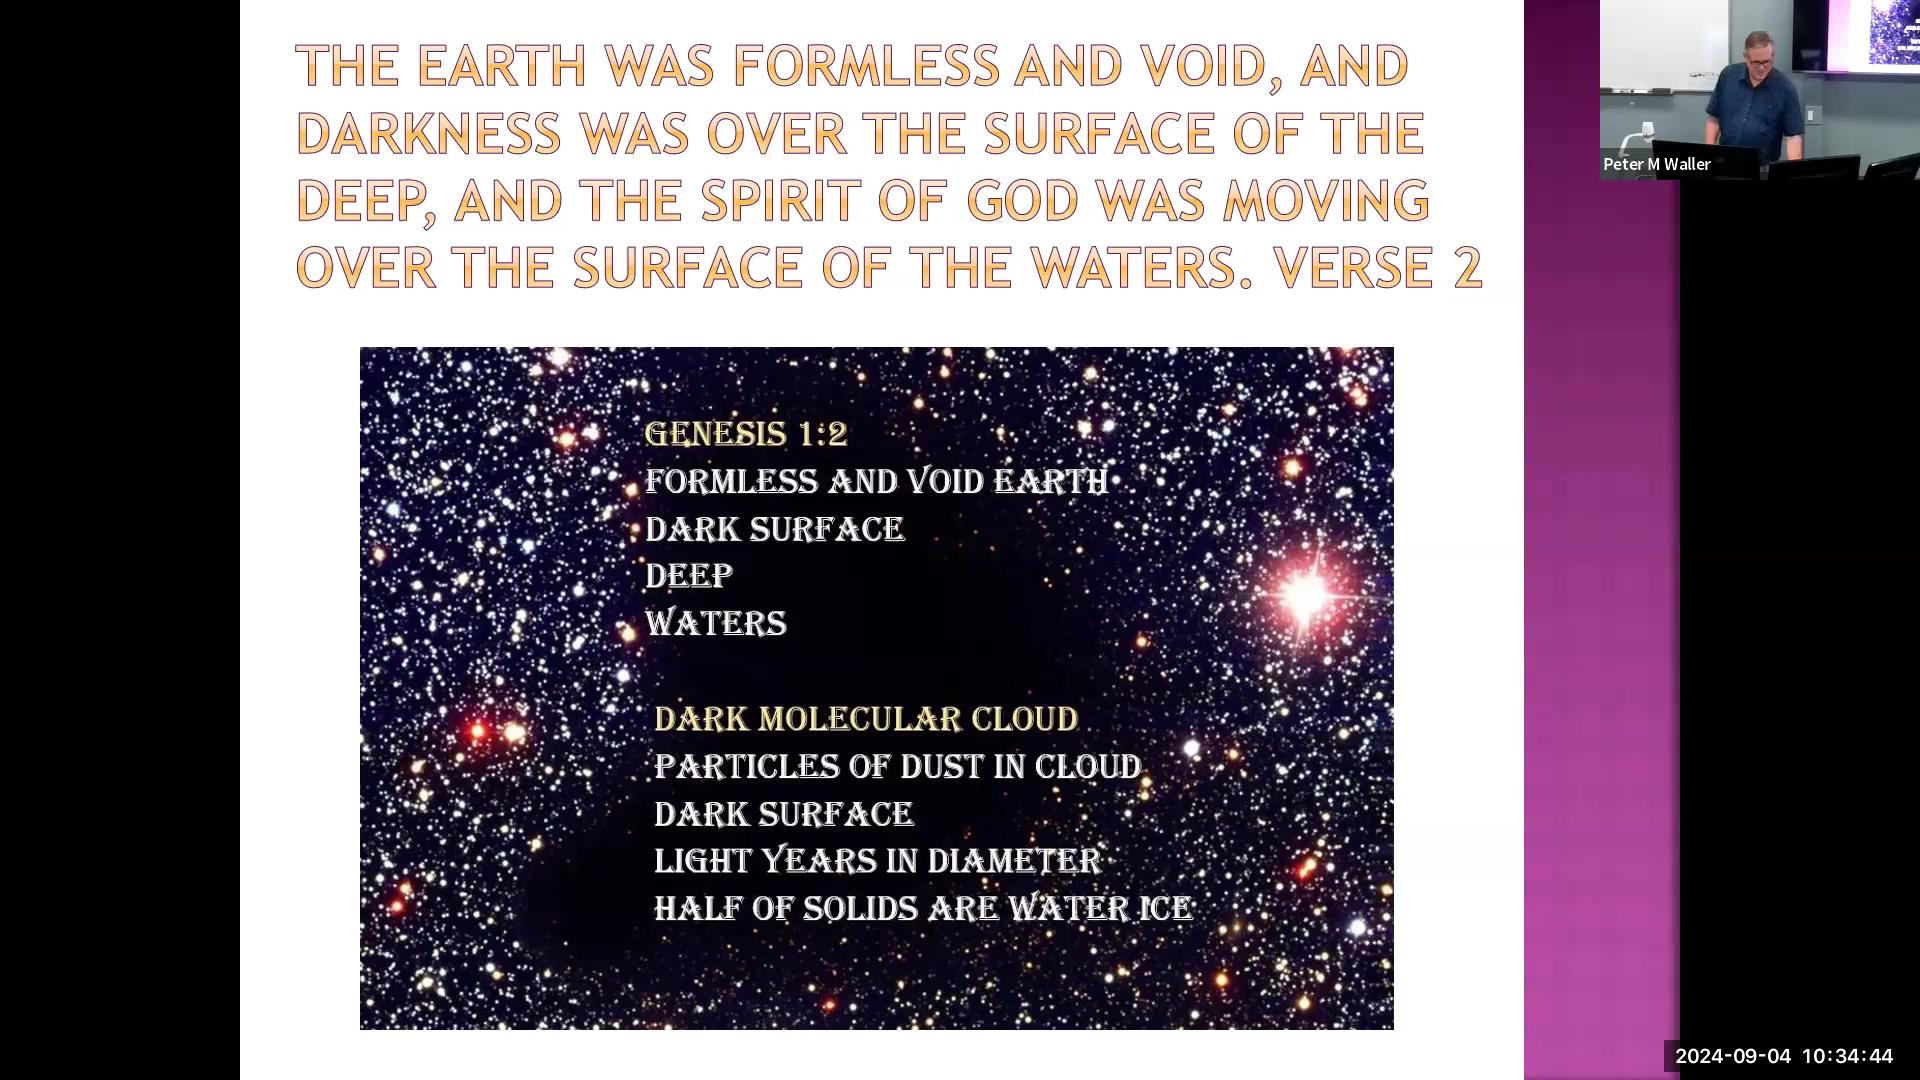 THE EARTH WAS FORMLESS AND VOID, AND
DARKNESS WAS OVER THE SURFACE OF THE
DEEP, AND THE SPIRIT OF GOD WAS MOVING
OVER THE SURFACE OF THE WATERS. VERSE 2
GENESIS 1:2
FORMLESS AND VOID EARTH
DARK SURFACE
DEEP
WATERS
DARK MOLECULAR CLOUD
PARTICLES OF DUST IN CLOUD
DARK SURFACE
LIGHT YEARS IN DIAMETER
HALF OF SOLIDS ARE WATER ICE
Peter M Waller
2024-09-04 10:34:44